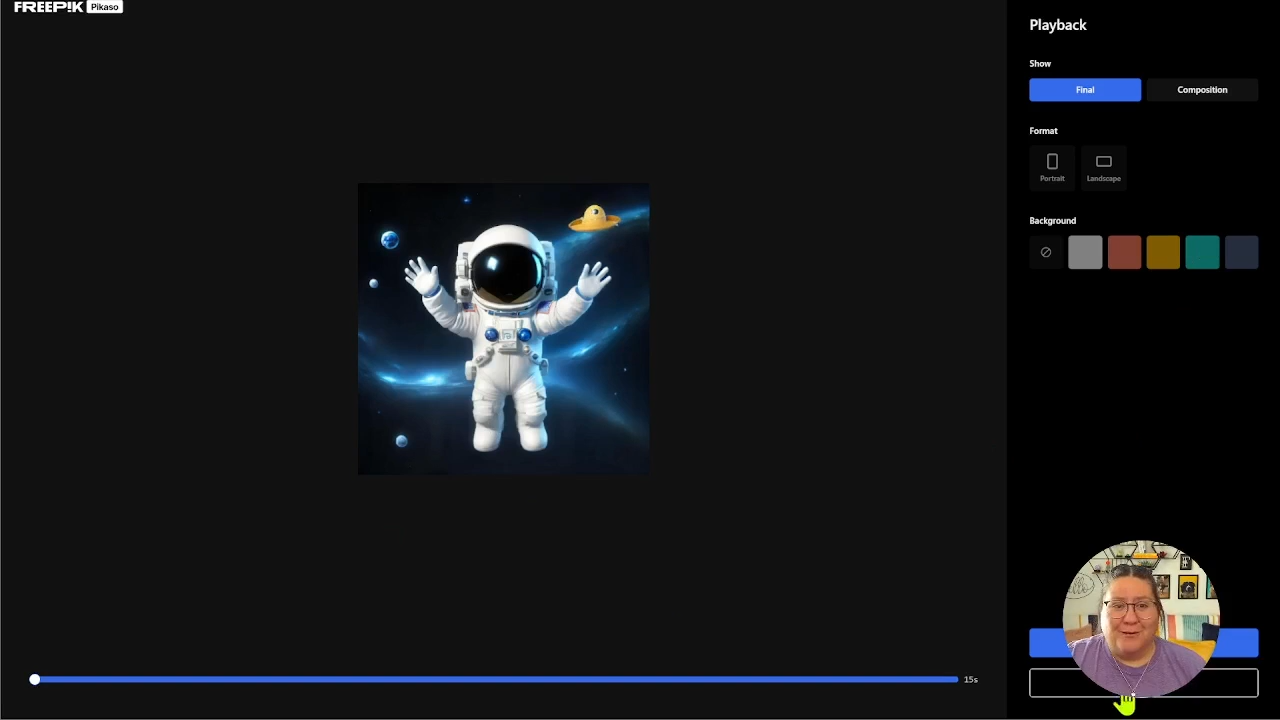 FREEPIK Pikaso
Playback
Show
Final
Composition
Format
Portrait
Landscape
Background
15s